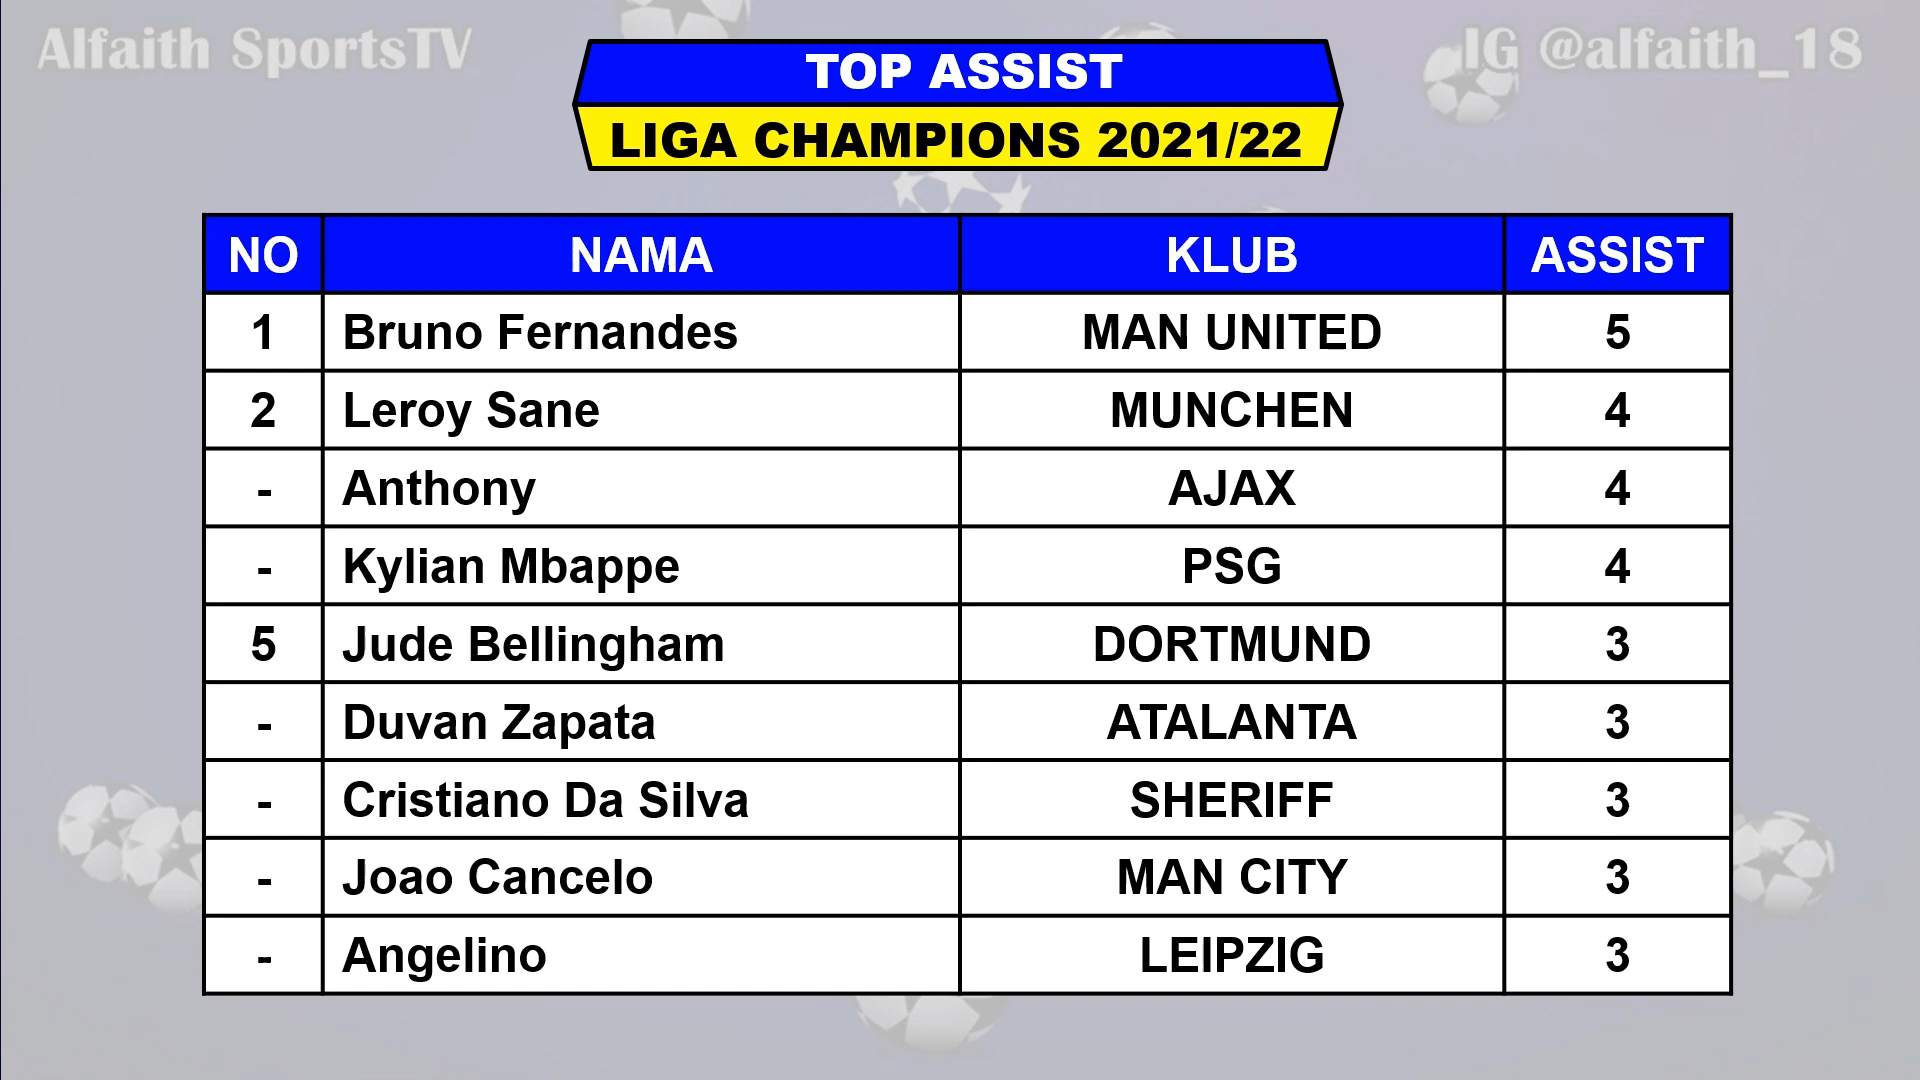 Alfaith SportsTV
IG @alfaith_18
TOP ASSIST
LIGA CHAMPIONS 2021/22
NO NAMA KLUB ASSIST
1 Bruno Fernandes MAN UNITED 5
2 Leroy Sane MUNCHEN 4
- Anthony AJAX 4
- Kylian Mbappe PSG 4
5 Jude Bellingham DORTMUND 3
- Duvan Zapata ATALANTA 3
- Cristiano Da Silva SHERIFF 3
- Joao Cancelo MAN CITY 3
- Angelino LEIPZIG 3